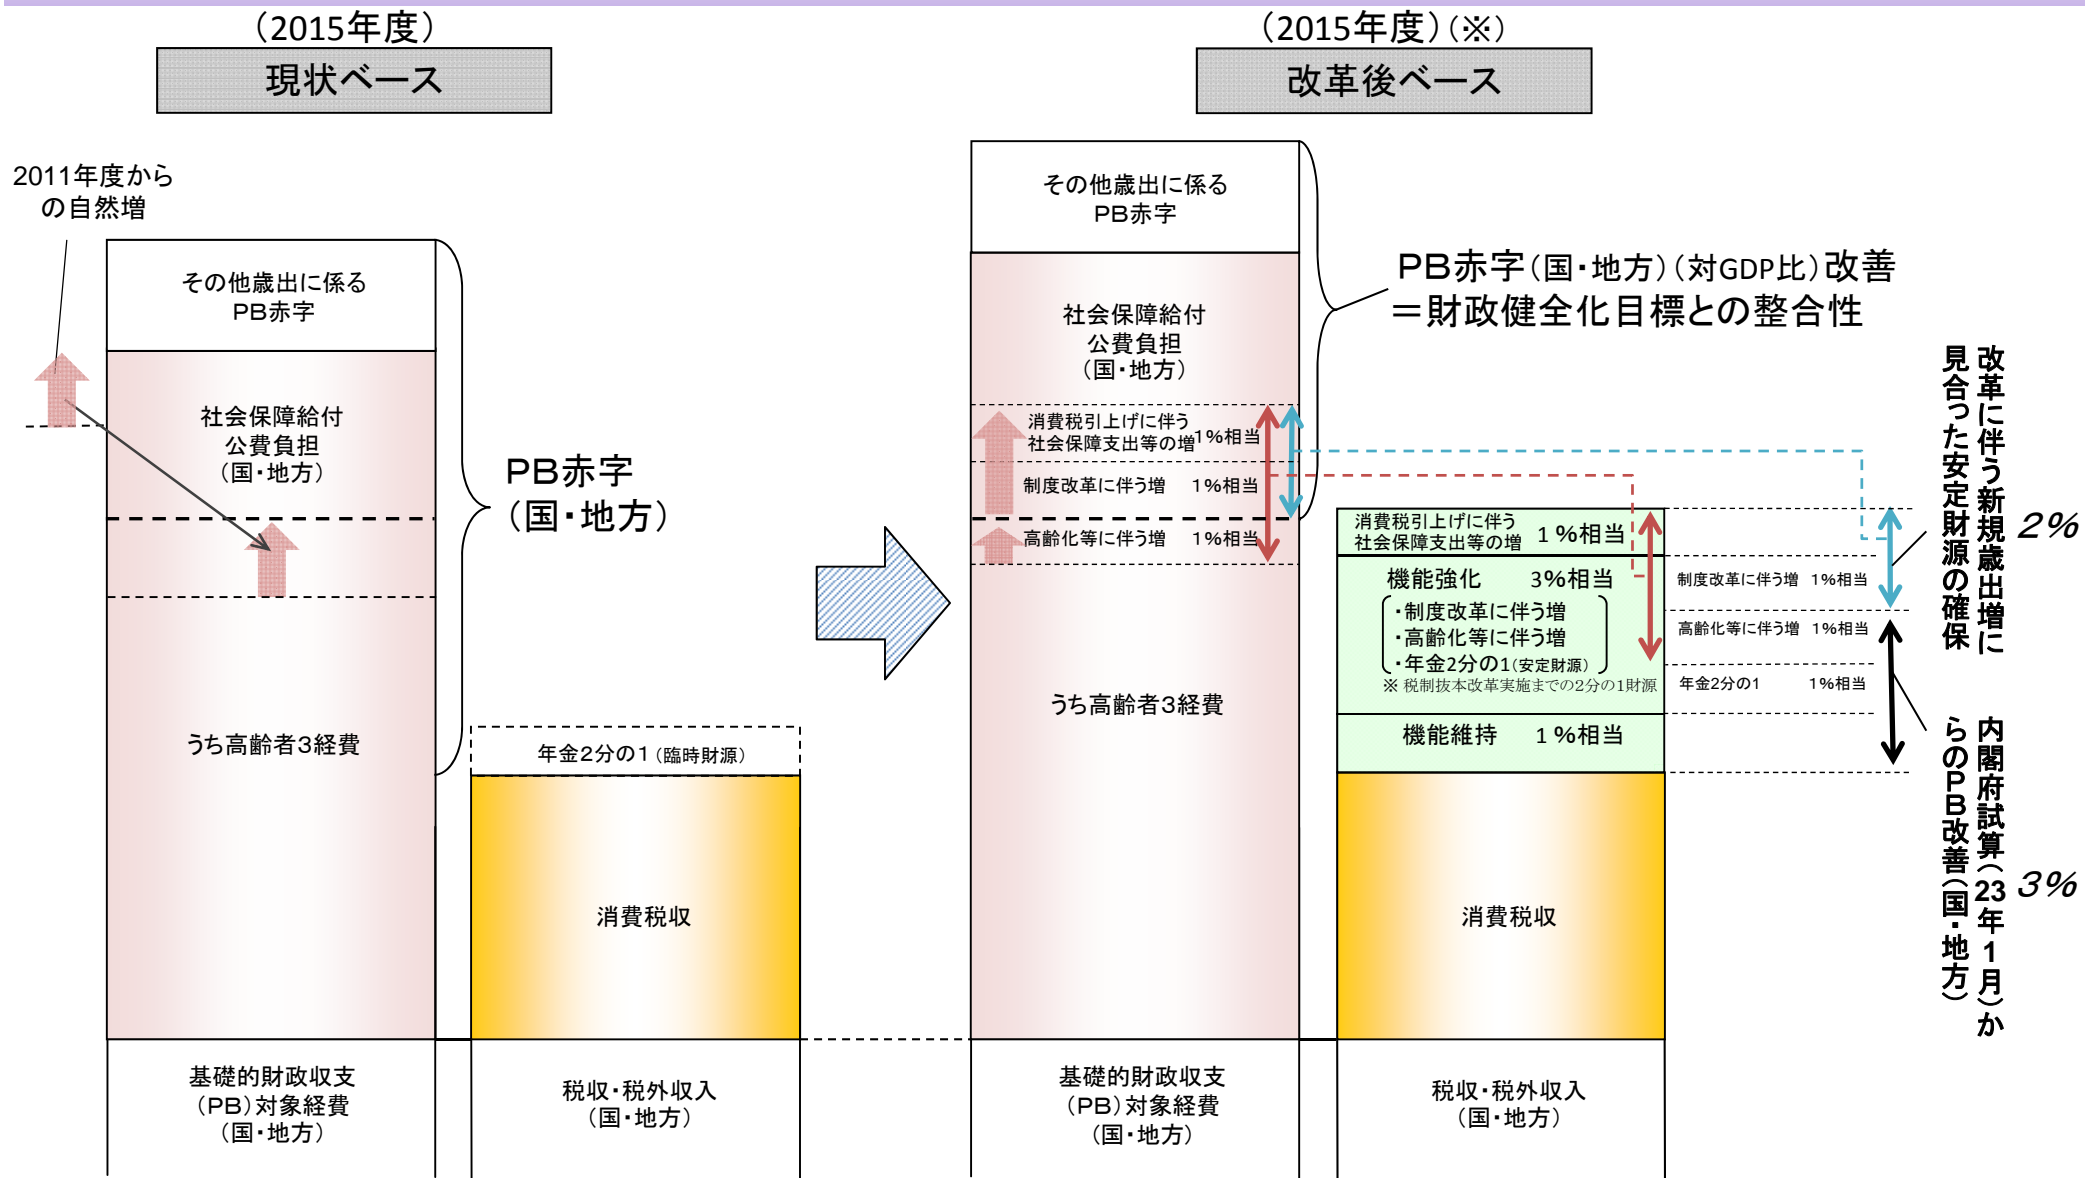 （2015年度）
現状ベース
2011年度から
の自然増
その他歳出に係る
ＰＢ赤字
社会保障給付
公費負担
（国・地方）
うち高齢者３経費
ＰＢ赤字
（国・地方）
年金２分の１（臨時財源）
消費税収
基礎的財政収支
（ＰＢ）対象経費
（国・地方）
税収・税外収入
（国・地方）
（2015年度）（※）
改革後ベース
その他歳出に係る
ＰＢ赤字
社会保障給付
公費負担
（国・地方）
消費税引上げに伴う
社会保障支出等の増 1％相当
制度改革に伴う増 1％相当
高齢化等に伴う増 1％相当
うち高齢者３経費
ＰＢ赤字（国・地方）（対GDP比）改善
＝財政健全化目標との整合性
消費税引上げに伴う
社会保障支出等の増 1％相当
機能強化 3％相当
・制度改革に伴う増
・高齢化等に伴う増
・年金2分の1（安定財源）
※ 税制抜本改革実施までの2分の1財源
機能維持 1％相当
消費税収
制度改革に伴う増 1％相当
高齢化等に伴う増 1％相当
年金2分の1 1％相当
改革に伴う新規歳出増に
見合った安定財源の確保
2％
内閣府試算（23年1月）か
らのＰＢ改善（国・地方）
3％
基礎的財政収支
（ＰＢ）対象経費
（国・地方）
税収・税外収入
（国・地方）